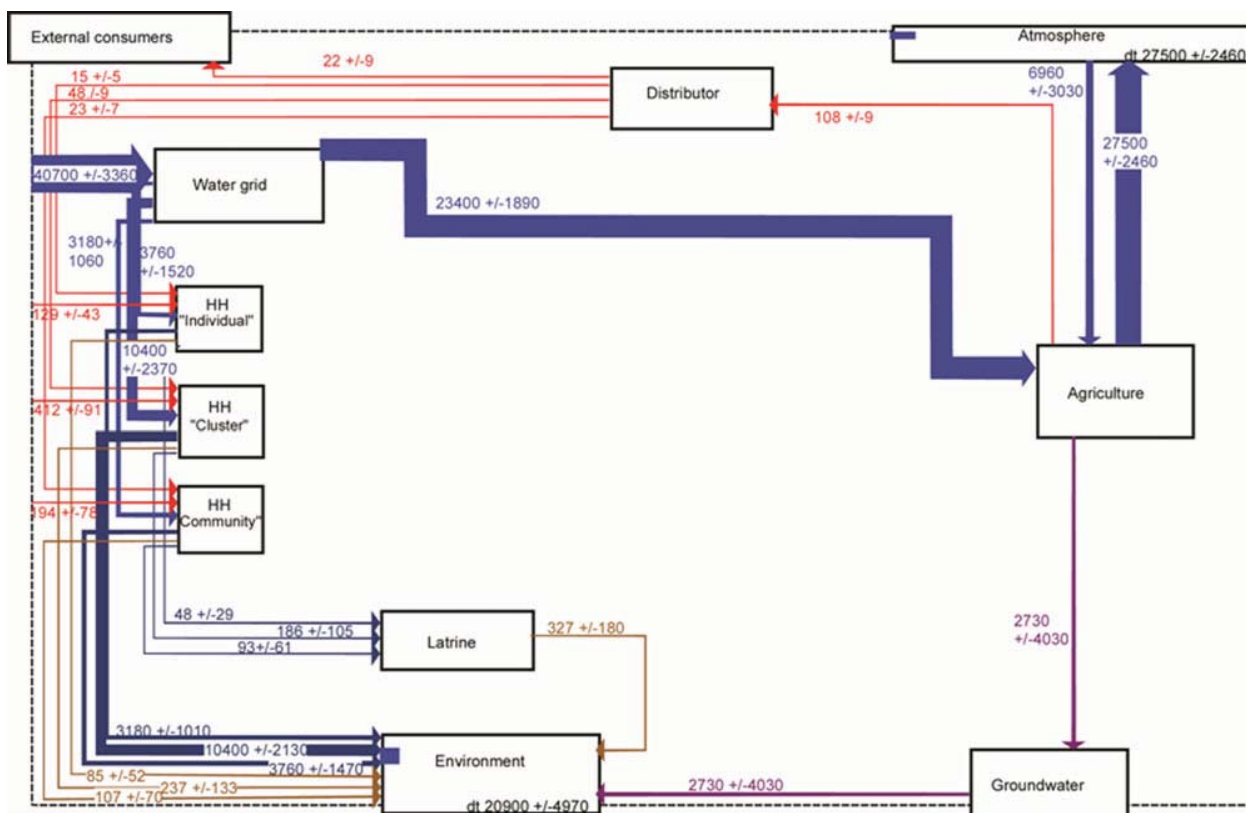 External consumers
Atmosphere
dt 27500 +/-2460
22 +/-9
15 +/-5
48 /-9
23 +/-7
Distributor
108 +/-9
6960
+/-3030
27500
+/-2460
40700 +/-3360
Water grid
23400 +/-1890
3180+/-
1060
3760
+/-1520
HH
"Individual"
129 +/-43
10400
+/-2370
HH
"Cluster"
412 +/-91
Agriculture
HH
Community"
194 +/-78
48 +/-29
186 +/-105
93+/-61
Latrine
327 +/-180
2730
+/-4030
3180 +/-1010
10400 +/-2130
3760 +/-1470
85 +/-52
237 +/-133
107 +/-70
Environment
dt 20900 +/-4970
2730 +/-4030
Groundwater